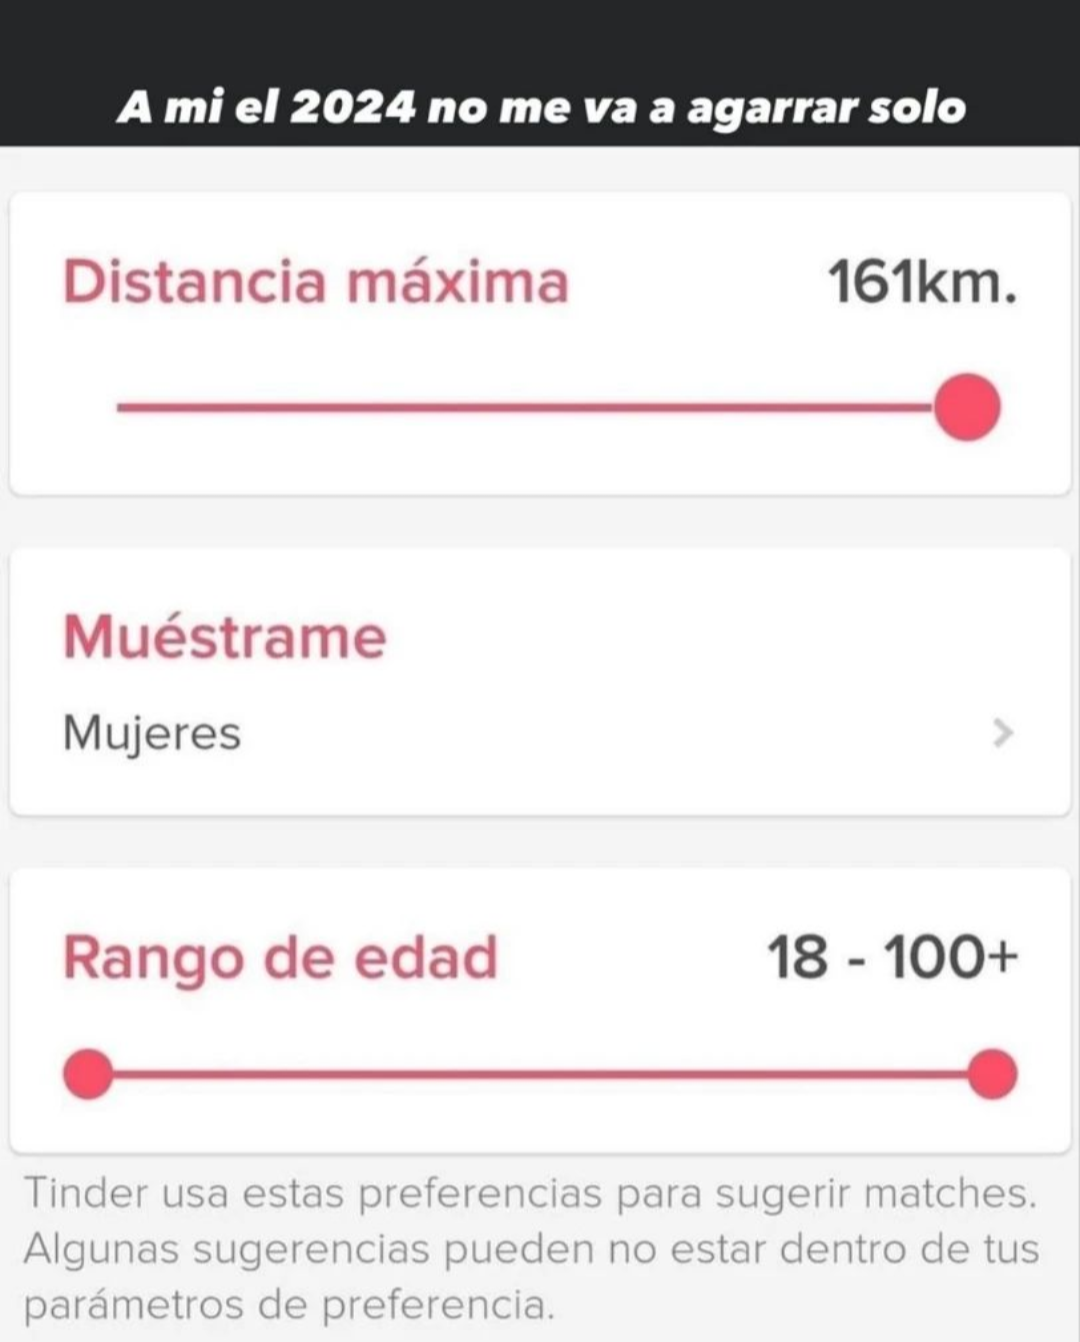 A mi el 2024 no me va a agarrar solo
Distancia máxima 161km.
Muéstrame
Mujeres
Rango de edad 18 - 100+
Tinder usa estas preferencias para sugerir matches.
Algunas sugerencias pueden no estar dentro de tus
parámetros de preferencia.